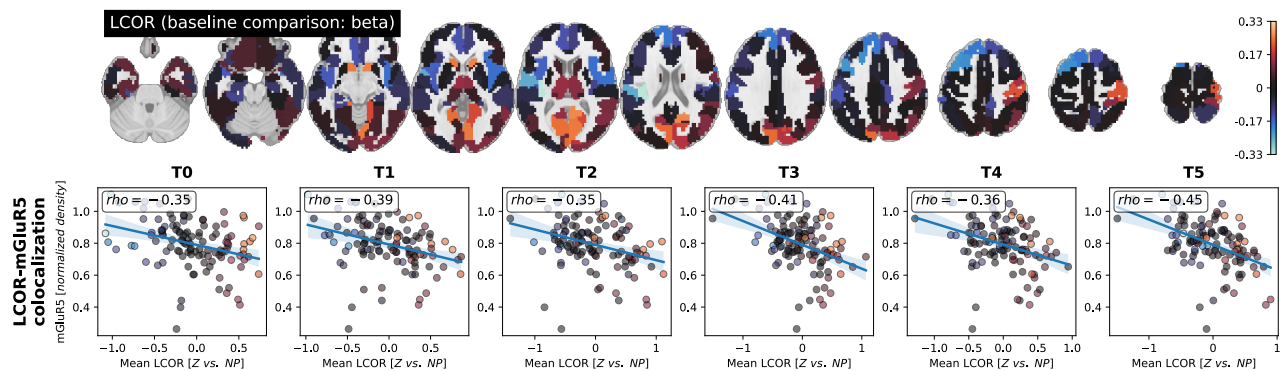 LCOR (baseline comparison: beta)
0.33
0.17
0
-0.17
-0.33
T0 T1 T2 T3 T4 T5
LCOR-mGluR5
colocalization
mGluR5 [normalized density]
rho = −0.35 rho = −0.39 rho = −0.35 rho = −0.41 rho = −0.36 rho = −0.45
1.0 1.0 1.0 1.0 1.0 1.0
0.8 0.8 0.8 0.8 0.8 0.8
0.6 0.6 0.6 0.6 0.6 0.6
0.4 0.4 0.4 0.4 0.4 0.4
−1.0 −0.5 0.0 0.5 −1.0 −0.5 0.0 0.5 −1 0 1 −1 0 1 −1.0 −0.5 0.0 0.5 1.0 −1 0 1
Mean LCOR [Z vs. NP] Mean LCOR [Z vs. NP] Mean LCOR [Z vs. NP] Mean LCOR [Z vs. NP] Mean LCOR [Z vs. NP] Mean LCOR [Z vs. NP]